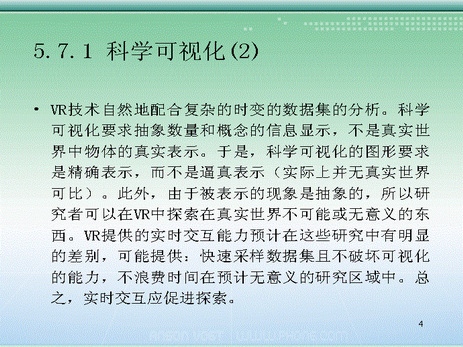 5.7.1 科学可视化(2)
• VR技术自然地配合复杂的时变的数据集的分析。科学
可视化要求抽象数量和概念的信息显示，不是真实世
界中物体的真实表示。于是，科学可视化的图形要求
是精确表示，而不是逼真表示（实际上并无真实世界
可比）。此外，由于被表示的现象是抽象的，所以研
究者可以在VR中探索在真实世界不可能或无意义的东
西。VR提供的实时交互能力预计在这些研究中有明显
的差别，可能提供：快速采样数据集且不破坏可视化
的能力，不浪费时间在预计无意义的研究区域中。总
之，实时交互应促进探索。
4